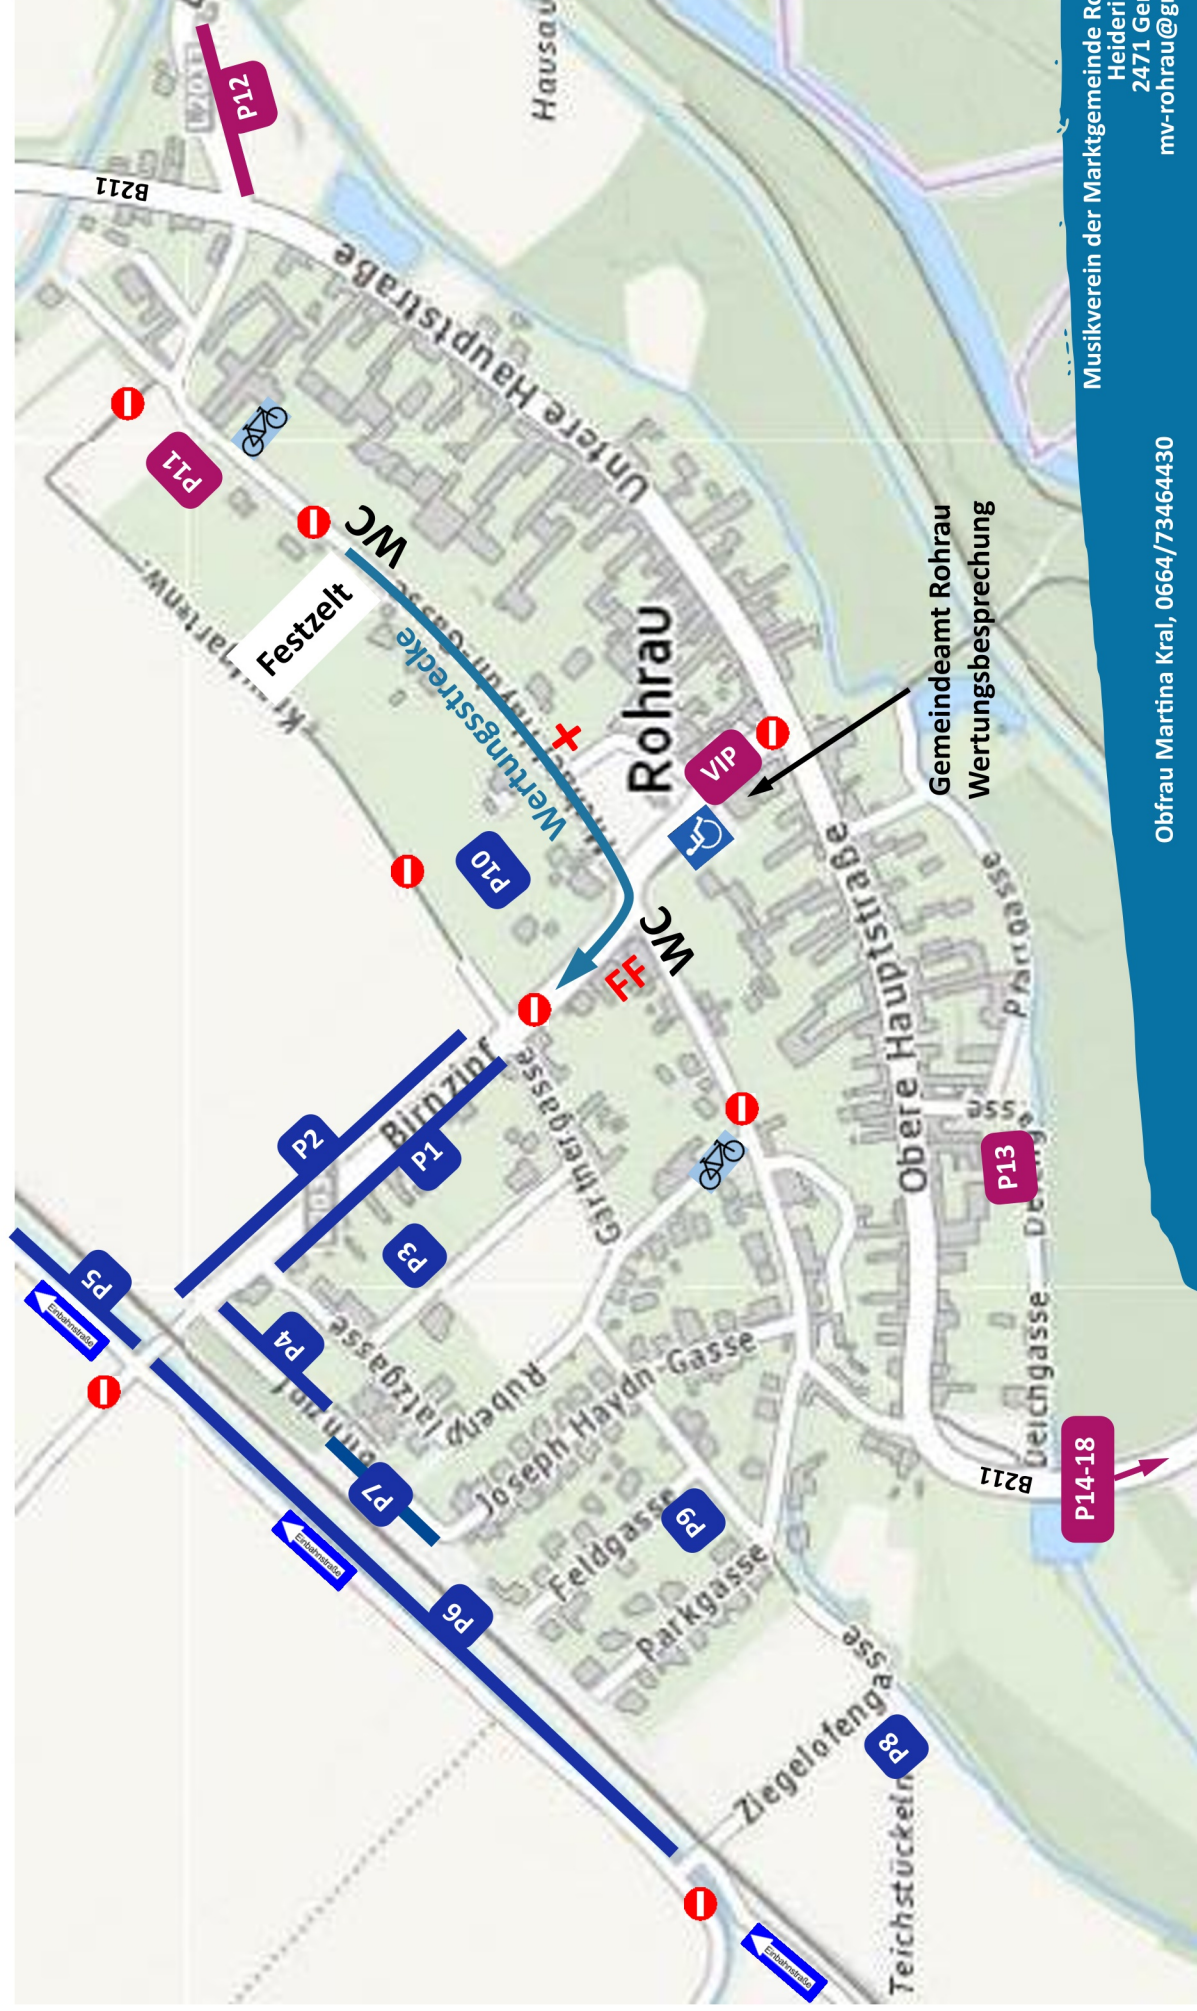 P12
B211
Hausau
Untere Hauptstraße
P11
WC
Festzelt
Wertungsstrecke
Rohrau
VIP
P10
WC
FF
Gemeindeamt Rohrau
Wertungsbesprechung
Obere Hauptstraße
Pfarrgasse
P13
Deichgasse
B211
P14-18
Birnzipf
P2
P1
Gärtnergasse
P3
P5
Einbahnstraße
P4
P7
Joseph Haydn-Gasse
Einbahnstraße
P6
Feldgasse
P9
Parkgasse
Ziegelofengasse
P8
Teichstückeln
Einbahnstraße
Musikverein der Marktgemeinde Ro
Heideri
2471 Ger
mv-rohrau@g
Obfrau Martina Kral, 0664/73464430